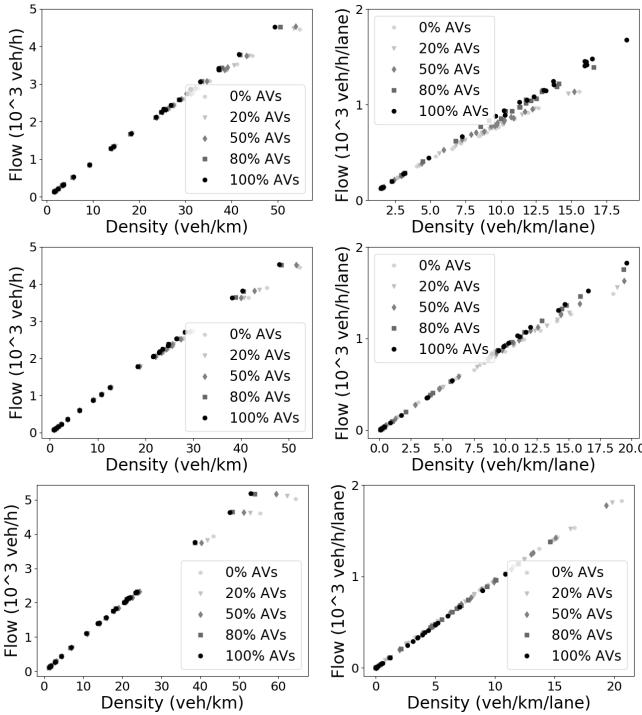 5
4
3
2
1
0
Flow (10^3 veh/h)
0% AVs
20% AVs
50% AVs
80% AVs
100% AVs
0 10 20 30 40 50
Density (veh/km)
2
1
0
Flow (10^3 veh/h/lane)
0% AVs
20% AVs
50% AVs
80% AVs
100% AVs
2.5 5.0 7.5 10.0 12.5 15.0 17.5
Density (veh/km/lane)
5
4
3
2
1
0
Flow (10^3 veh/h)
0% AVs
20% AVs
50% AVs
80% AVs
100% AVs
0 10 20 30 40 50
Density (veh/km)
2
1
0
Flow (10^3 veh/h/lane)
0% AVs
20% AVs
50% AVs
80% AVs
100% AVs
0.0 2.5 5.0 7.5 10.0 12.5 15.0 17.5 20.0
Density (veh/km/lane)
5
4
3
2
1
0
Flow (10^3 veh/h)
0% AVs
20% AVs
50% AVs
80% AVs
100% AVs
0 10 20 30 40 50 60
Density (veh/km)
2
1
0
Flow (10^3 veh/h/lane)
0% AVs
20% AVs
50% AVs
80% AVs
100% AVs
0 5 10 15 20
Density (veh/km/lane)